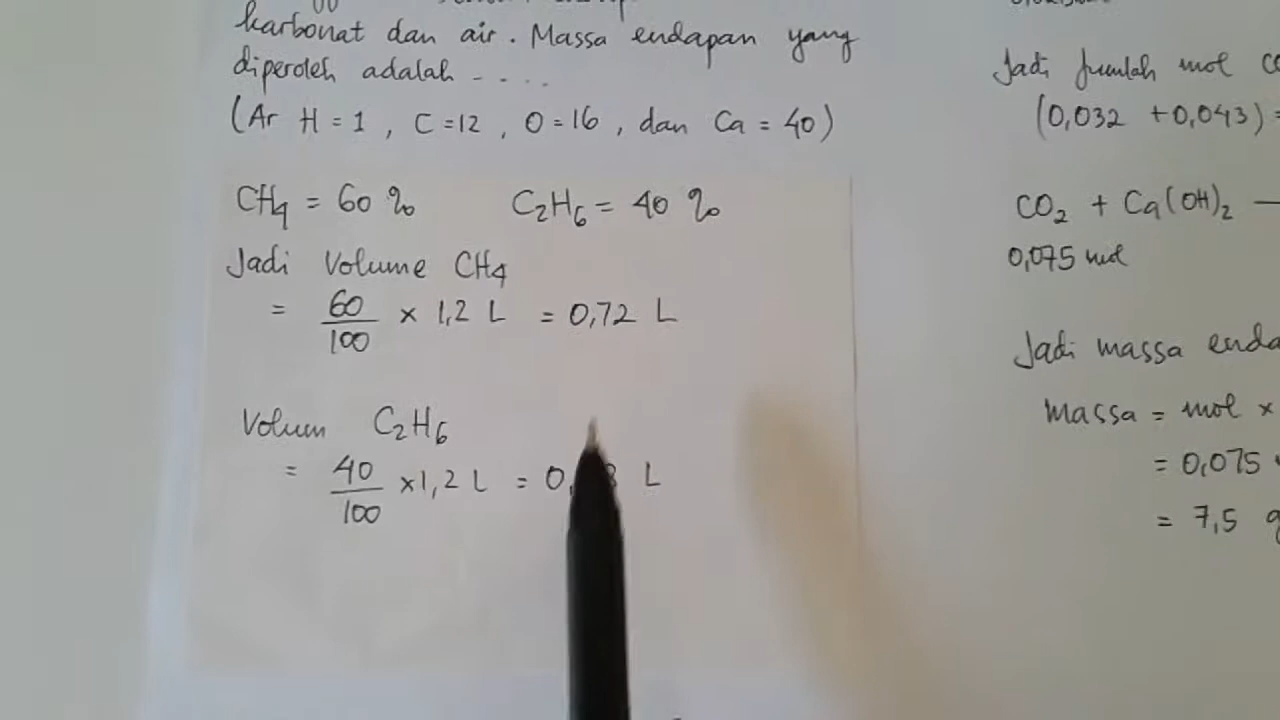 karbonat dan air. Massa endapan yang
diperoleh adalah - . . .
(Ar H = 1 , C = 12 , O = 16 , dan Ca = 40)
CH4 = 60 % C2H6 = 40 %
Jadi Volume CH4
= 60/100 × 1,2 L = 0,72 L
Volum C2H6
= 40/100 × 1,2 L = 0, 8 L
Jadi Jumlah mol
(0,032 + 0,043) =
CO2 + Ca(OH)2 —
0,075 mol
Jadi massa
Massa = mol ×
= 0,075
= 7,5